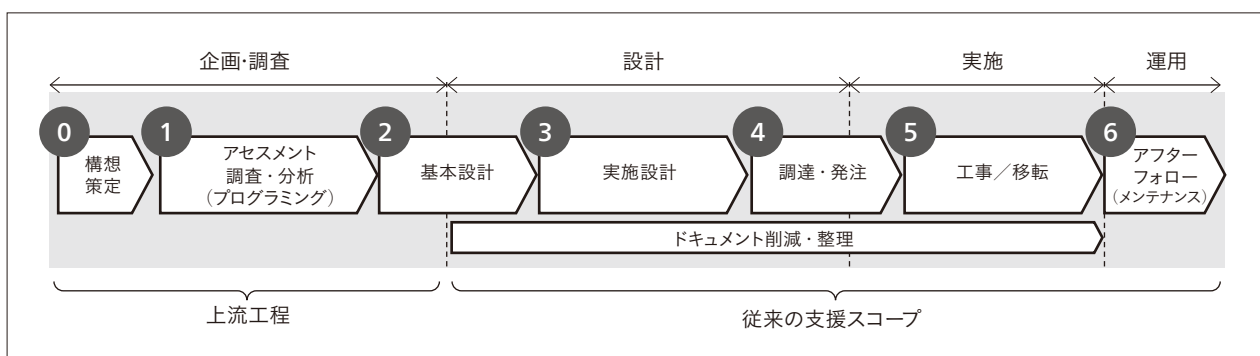 企画・調査
設計
実施
運用
0
構想
策定
1
アセスメント
調査・分析
(プログラミング)
2
基本設計
3
実施設計
4
調達・発注
5
工事／移転
6
アフター
フォロー
(メンテナンス)
ドキュメント削減・整理
上流工程
従来の支援スコープ